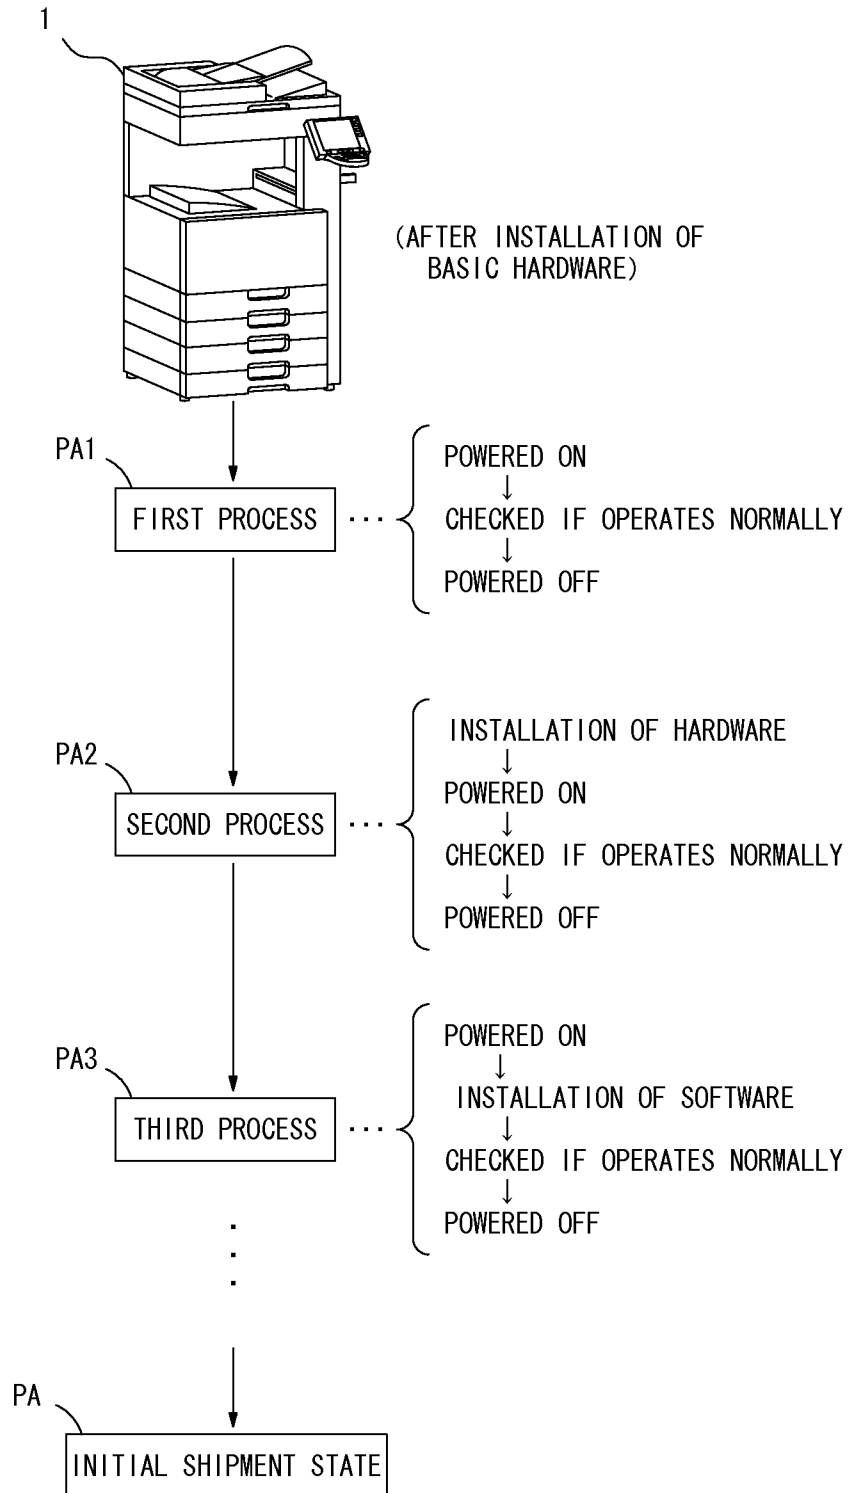 1
(AFTER INSTALLATION OF
BASIC HARDWARE)
PA1
FIRST PROCESS ...
POWERED ON
↓
CHECKED IF OPERATES NORMALLY
↓
POWERED OFF
PA2
SECOND PROCESS ...
INSTALLATION OF HARDWARE
↓
POWERED ON
↓
CHECKED IF OPERATES NORMALLY
↓
POWERED OFF
PA3
THIRD PROCESS ...
POWERED ON
↓
INSTALLATION OF SOFTWARE
↓
CHECKED IF OPERATES NORMALLY
↓
POWERED OFF
PA
INITIAL SHIPMENT STATE